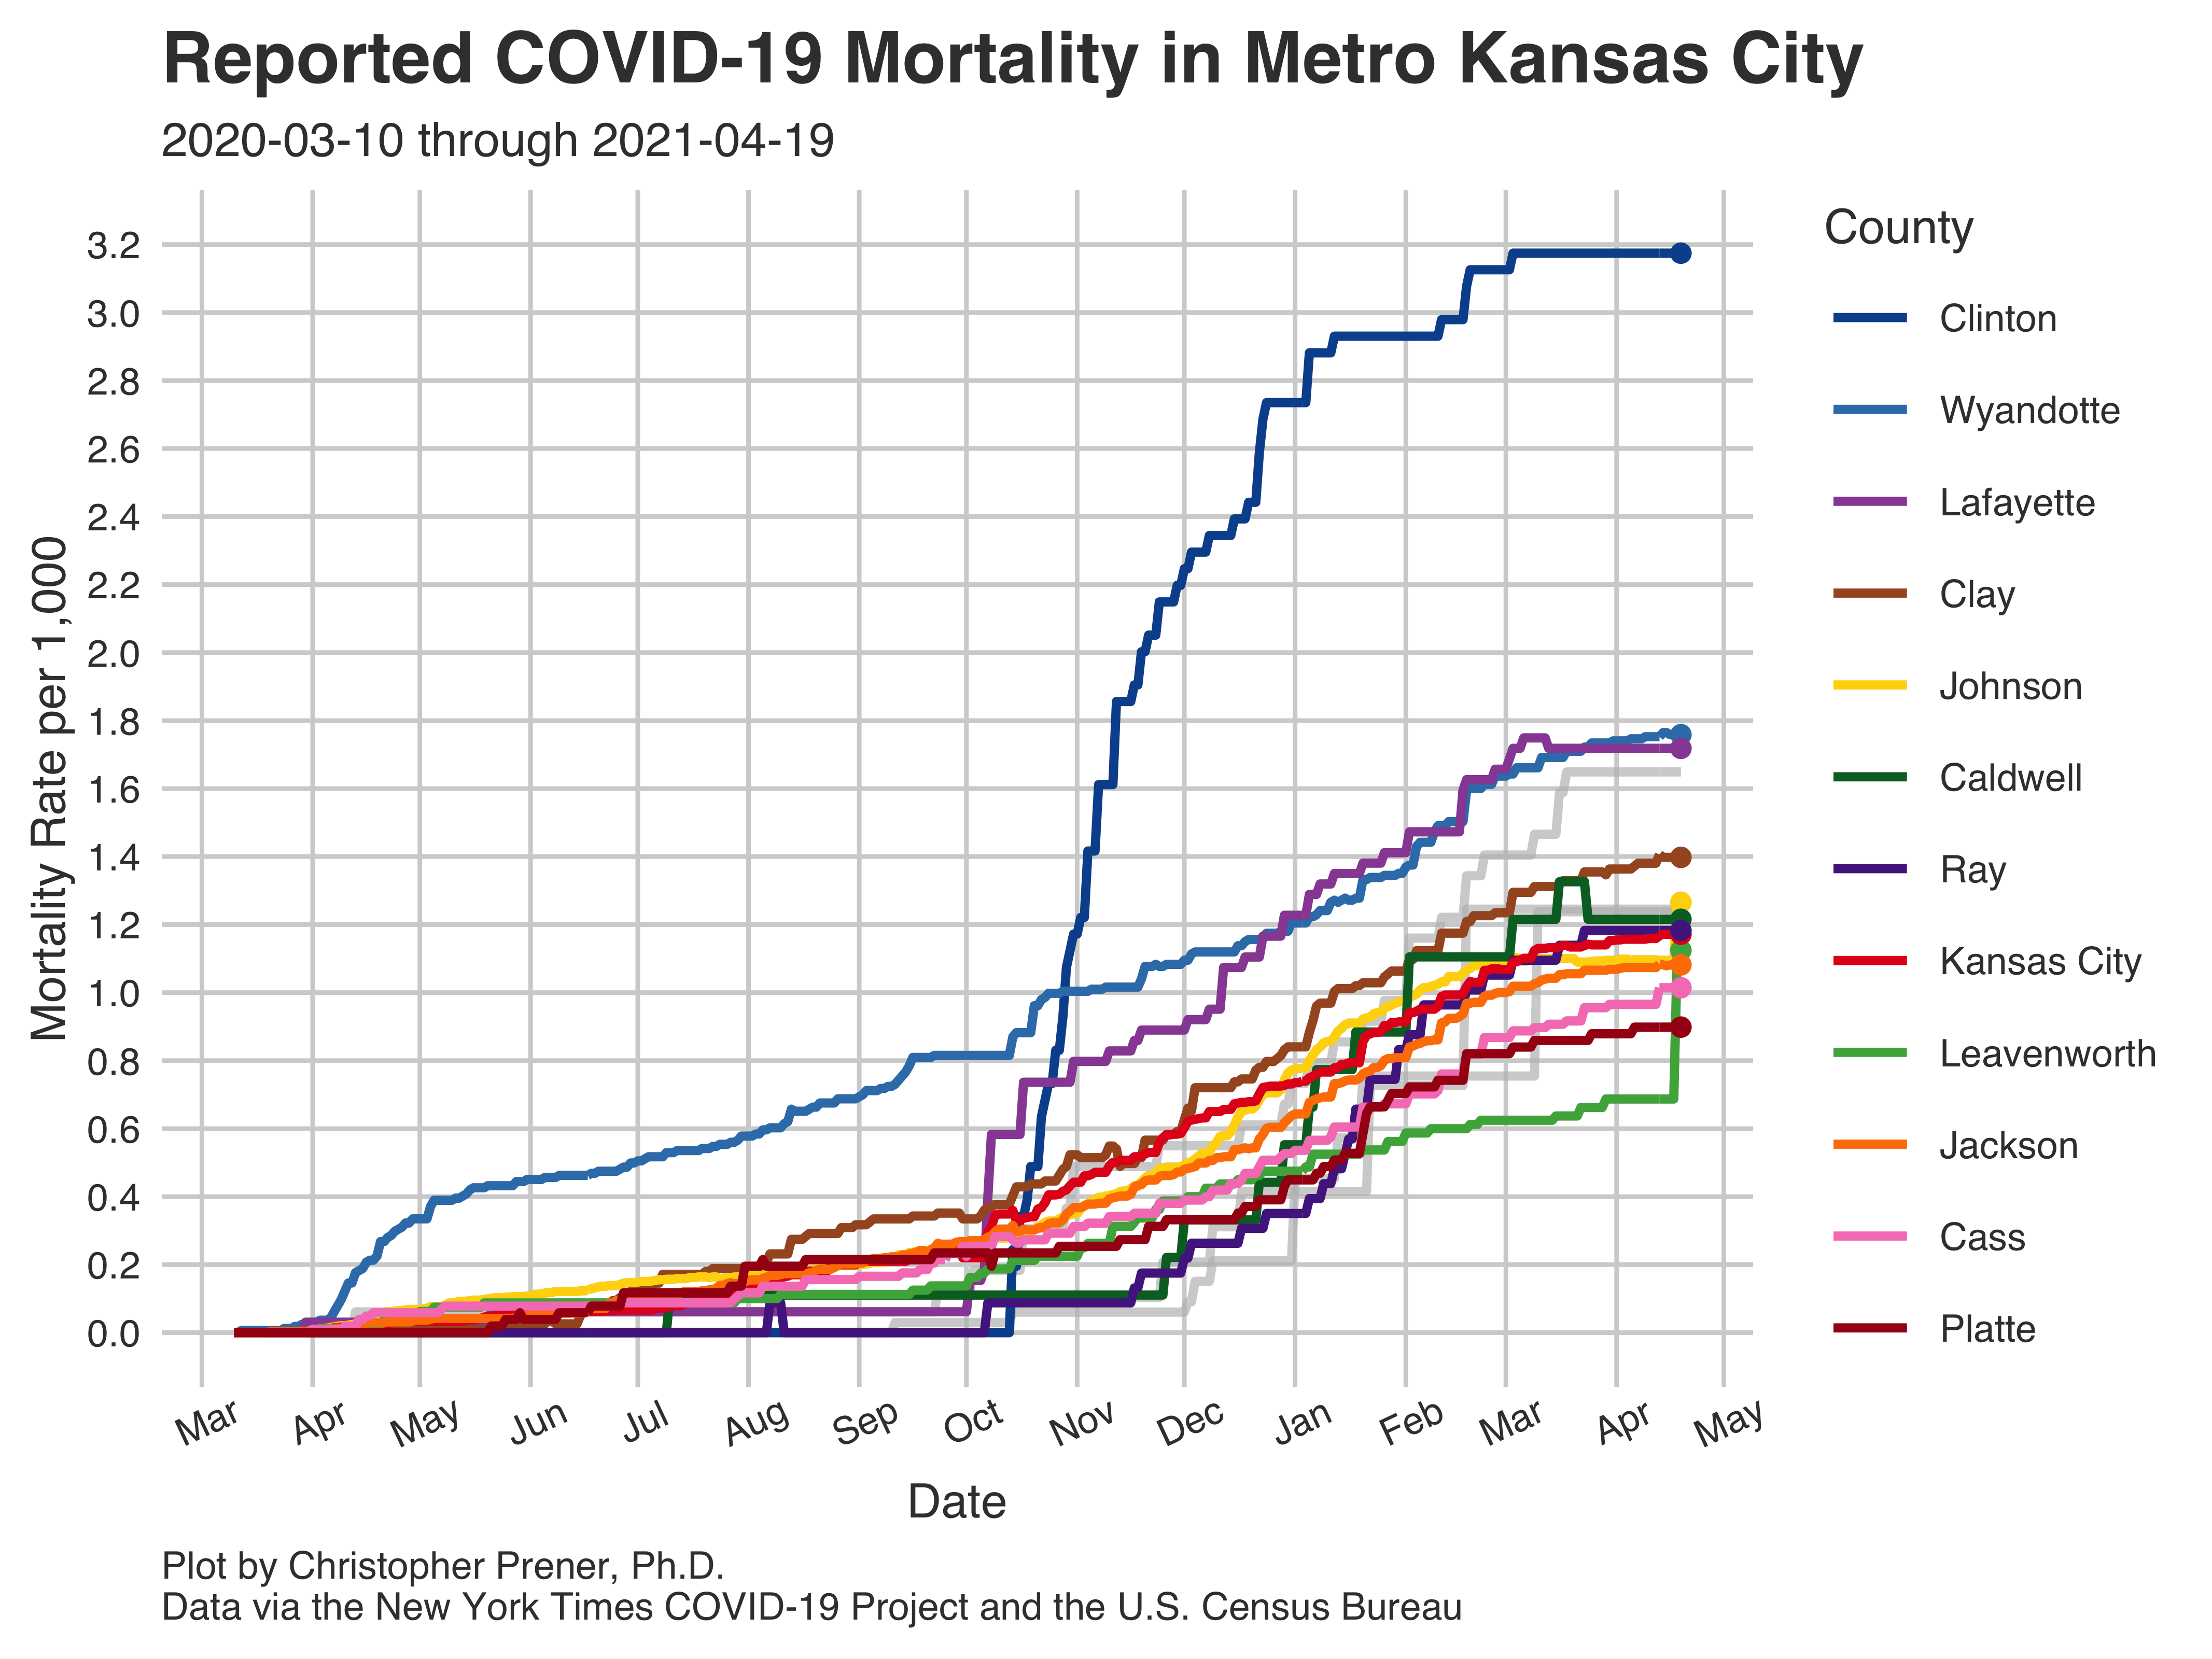 Reported COVID-19 Mortality in Metro Kansas City
2020-03-10 through 2021-04-19
Mortality Rate per 1,000
3.2
3.0
2.8
2.6
2.4
2.2
2.0
1.8
1.6
1.4
1.2
1.0
0.8
0.6
0.4
0.2
0.0
Mar Apr May Jun Jul Aug Sep Oct Nov Dec Jan Feb Mar Apr May
Date
County
Clinton
Wyandotte
Lafayette
Clay
Johnson
Caldwell
Ray
Kansas City
Leavenworth
Jackson
Cass
Platte
Plot by Christopher Prener, Ph.D.
Data via the New York Times COVID-19 Project and the U.S. Census Bureau